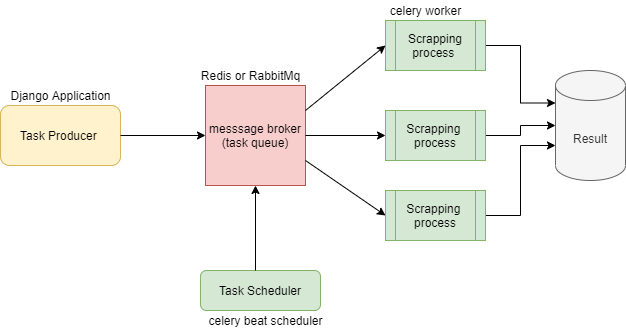 celery worker
Scrapping
process
Redis or RabbitMq
Django Application
Task Producer
messsage broker
(task queue)
Scrapping
process
Result
Scrapping
process
Task Scheduler
celery beat scheduler